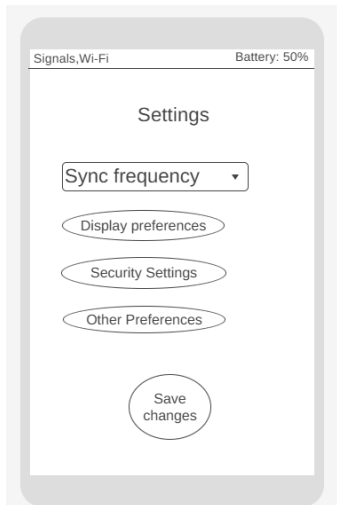 Signals,Wi-Fi Battery: 50%
Settings
Sync frequency
Display preferences
Security Settings
Other Preferences
Save
changes